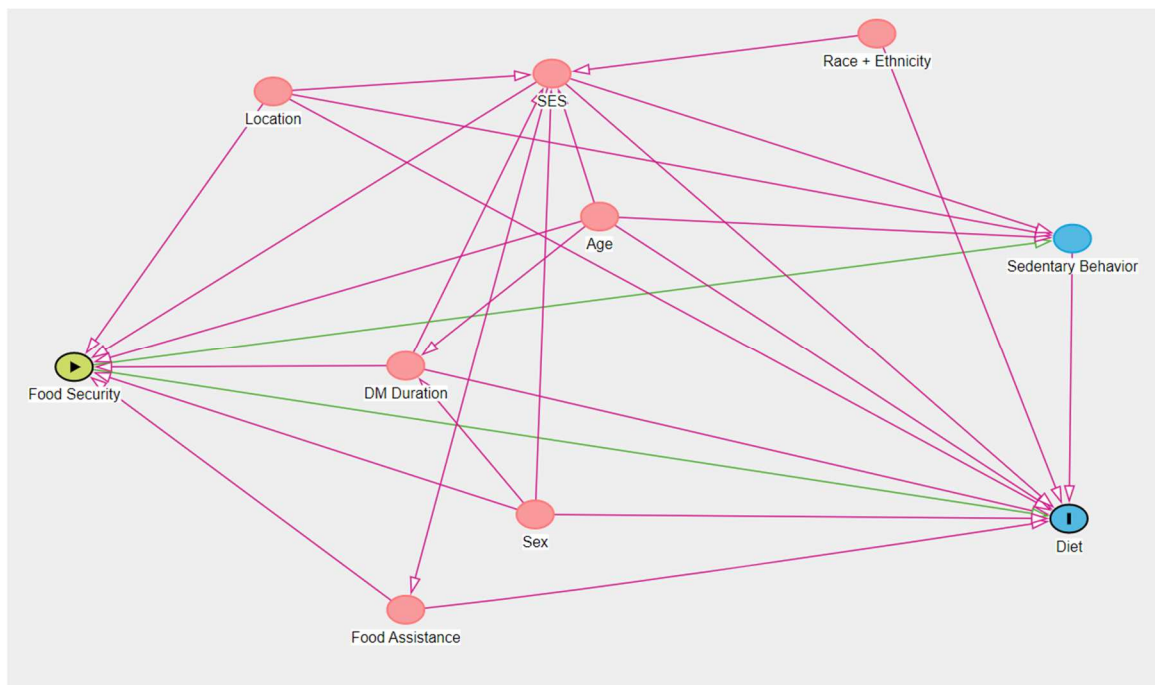 Race + Ethnicity
SES
Location
Age
Sedentary Behavior
Food Security
DM Duration
Sex
Diet
Food Assistance